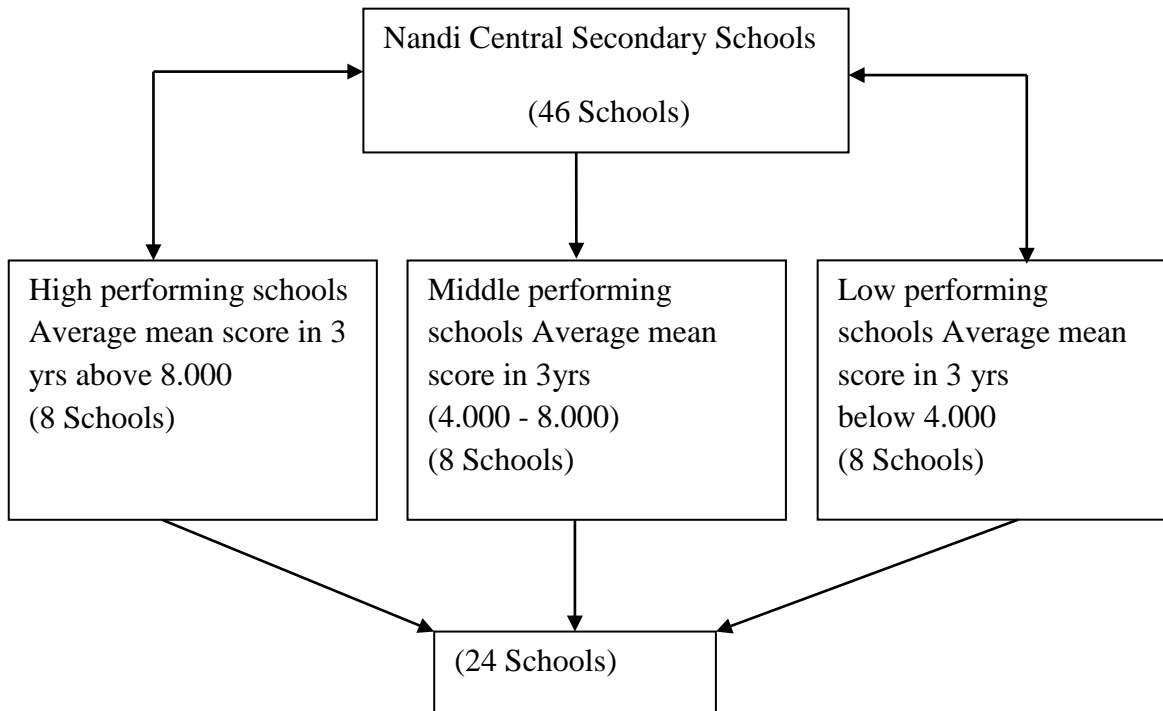 Nandi Central Secondary Schools
(46 Schools)
High performing schools
Average mean score in 3
yrs above 8.000
(8 Schools)
Middle performing
schools Average mean
score in 3yrs
(4.000 - 8.000)
(8 Schools)
Low performing
schools Average mean
score in 3 yrs
below 4.000
(8 Schools)
(24 Schools)